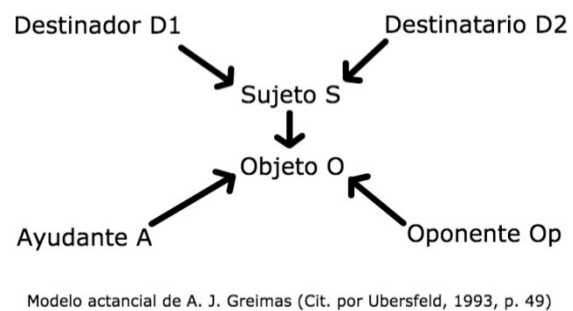 Destinador D1
Destinatario D2
Sujeto S
Objeto O
Ayudante A
Oponente Op
Modelo actancial de A. J. Greimas (Cit. por Ubersfeld, 1993, p. 49)